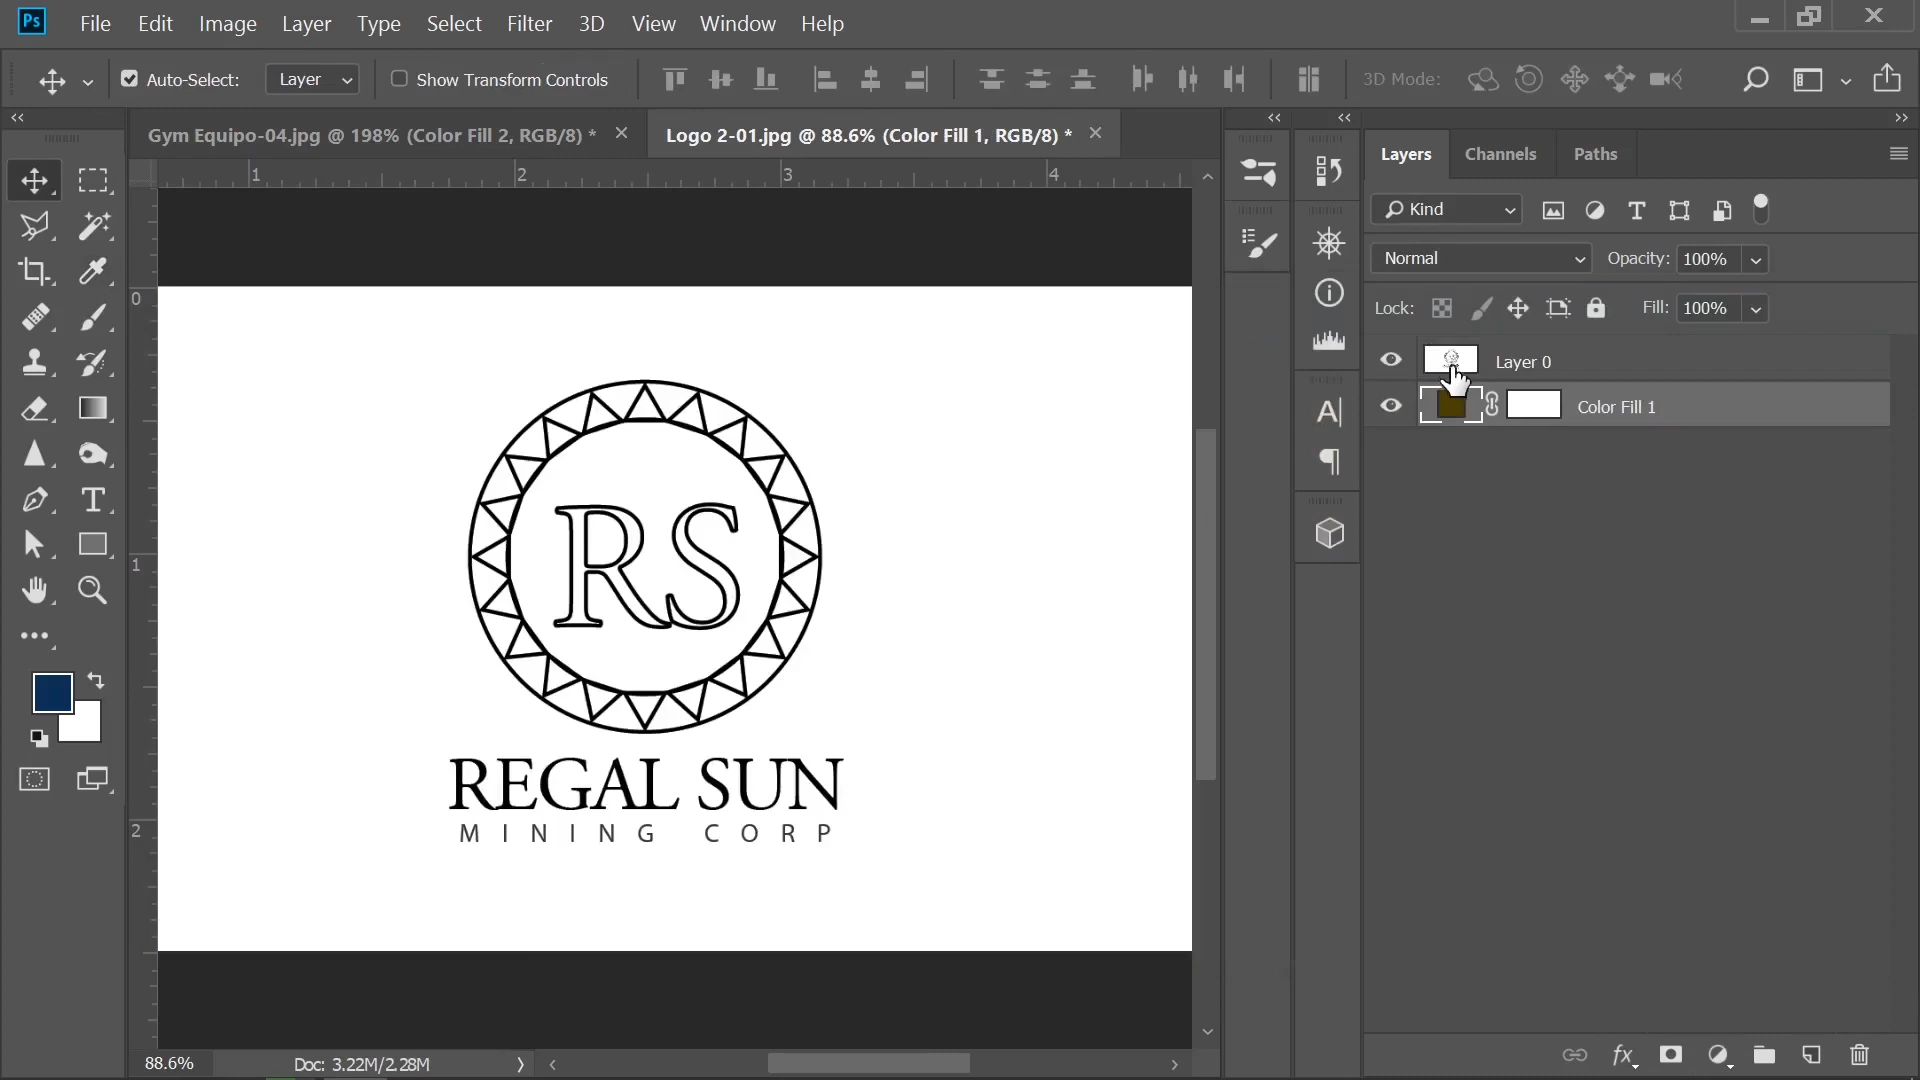 Ps File Edit Image Layer Type Select Filter 3D View Window Help
Auto-Select: Layer Show Transform Controls 3D Mode:
Gym Equipo-04.jpg @ 198% (Color Fill 2, RGB/8) * Logo 2-01.jpg @ 88.6% (Color Fill 1, RGB/8) *
Layers Channels Paths
1 2 3 4
Kind
Normal Opacity: 100%
0
Lock: Fill: 100%
Layer 0
Color Fill 1
RS
1
REGAL SUN
MINING CORP
2
88.6% Doc: 3.22M/2.28M